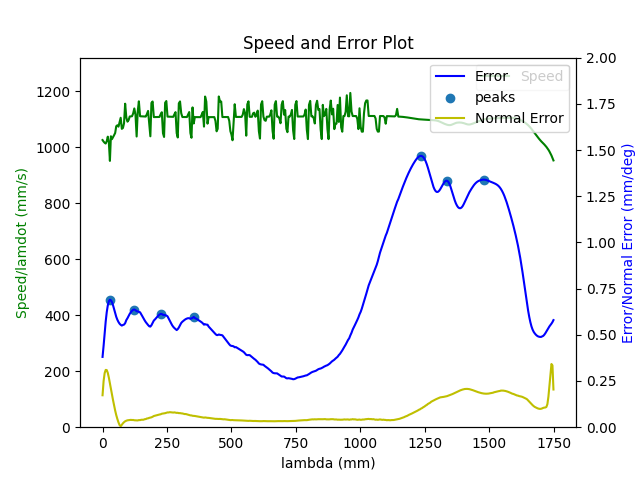 Speed and Error Plot
Error Speed
peaks
Normal Error
Speed/lamdot (mm/s)
1200
1000
800
600
400
200
0
2.00
1.75
1.50
1.25
1.00
0.75
0.50
0.25
0.00
Error/Normal Error (mm/deg)
0 250 500 750 1000 1250 1500 1750
lambda (mm)